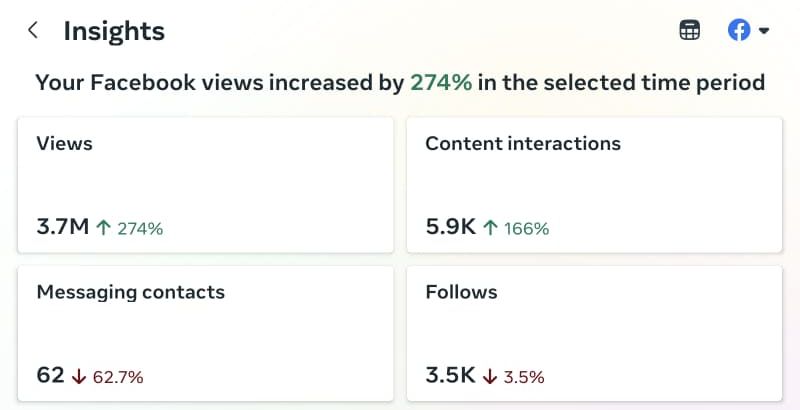 Insights
Your Facebook views increased by 274% in the selected time period
Views
3.7M ↑ 274%
Content interactions
5.9K ↑ 166%
Messaging contacts
62 ↓ 62.7%
Follows
3.5K ↓ 3.5%